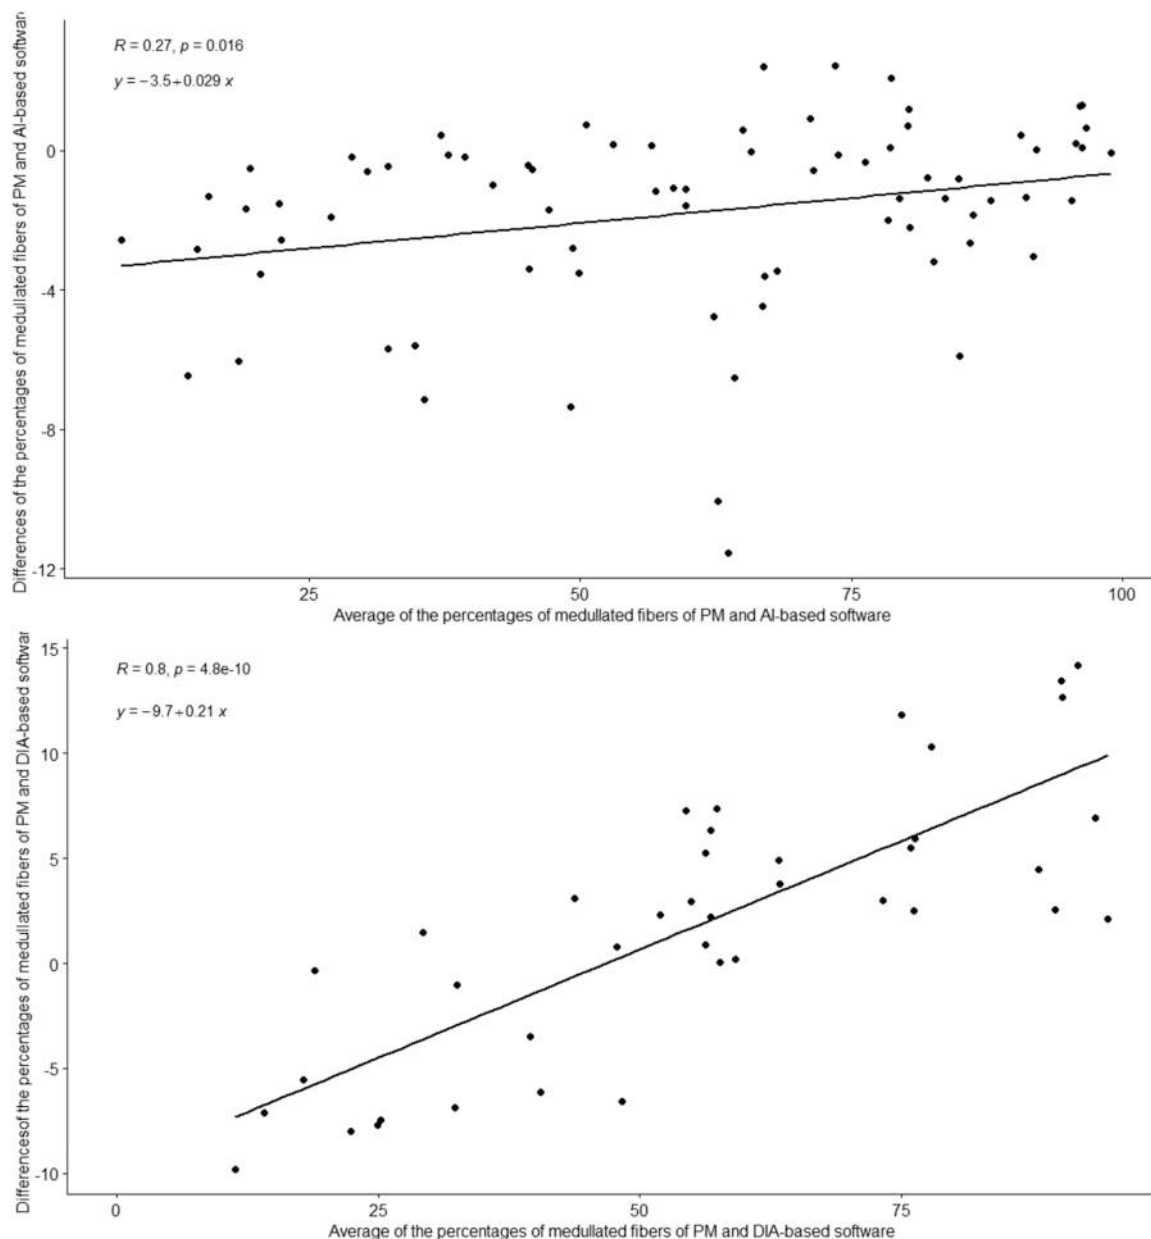 Differences of the percentages of medullated fibers of PM and AI-based softwar
R = 0.27, p = 0.016
y = −3.5+0.029 x
0
-4
-8
-12
25 50 75 100
Average of the percentages of medullated fibers of PM and AI-based software
Differencesof the percentages of medullated fibers of PM and DIA-based softwar
R = 0.8, p = 4.8e-10
y = −9.7+0.21 x
15
10
5
0
-5
-10
0 25 50 75
Average of the percentages of medullated fibers of PM and DIA-based software